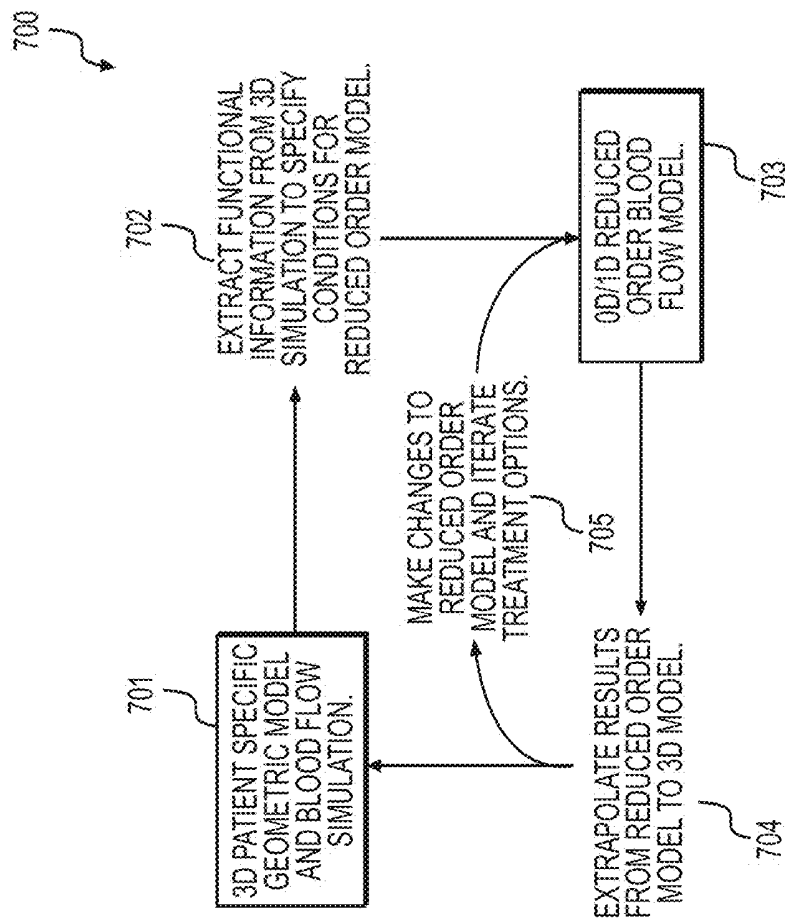 700
701
3D PATIENT SPECIFIC
GEOMETRIC MODEL
AND BLOOD FLOW
SIMULATION.
702
EXTRACT FUNCTIONAL
INFORMATION FROM 3D
SIMULATION TO SPECIFY
CONDITIONS FOR
REDUCED ORDER MODEL.
MAKE CHANGES TO
REDUCED ORDER
MODEL AND ITERATE
TREATMENT OPTIONS.
705
EXTRAPOLATE RESULTS
FROM REDUCED ORDER
MODEL TO 3D MODEL.
704
0D/1D REDUCED
ORDER BLOOD
FLOW MODEL.
703